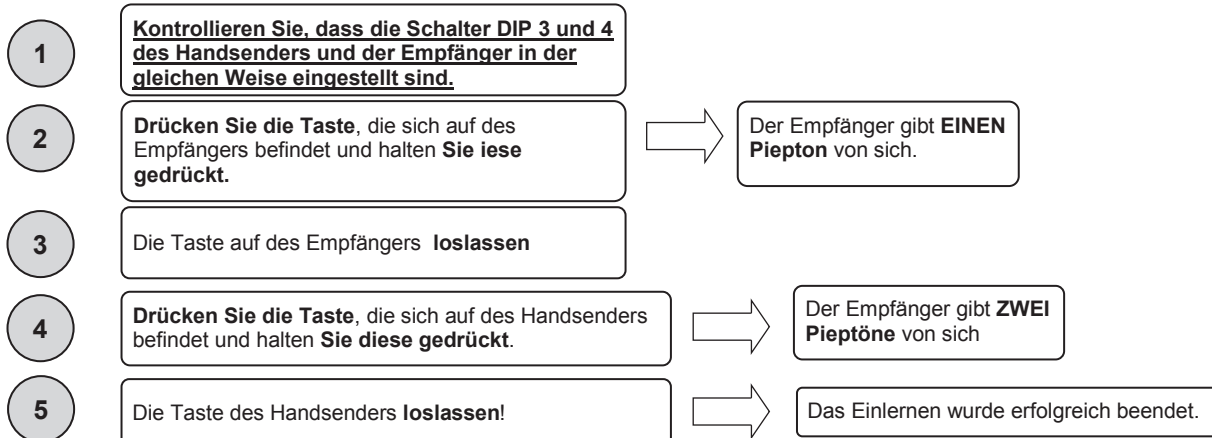 1
Kontrollieren Sie, dass die Schalter DIP 3 und 4
des Handsenders und der Empfänger in der
gleichen Weise eingestellt sind.
2
Drücken Sie die Taste, die sich auf des
Empfängers befindet und halten Sie iese
gedrückt.
Der Empfänger gibt EINEN
Piepton von sich.
3
Die Taste auf des Empfängers loslassen
4
Drücken Sie die Taste, die sich auf des Handsenders
befindet und halten Sie diese gedrückt.
Der Empfänger gibt ZWEI
Pieptöne von sich
5
Die Taste des Handsenders loslassen!
Das Einlernen wurde erfolgreich beendet.